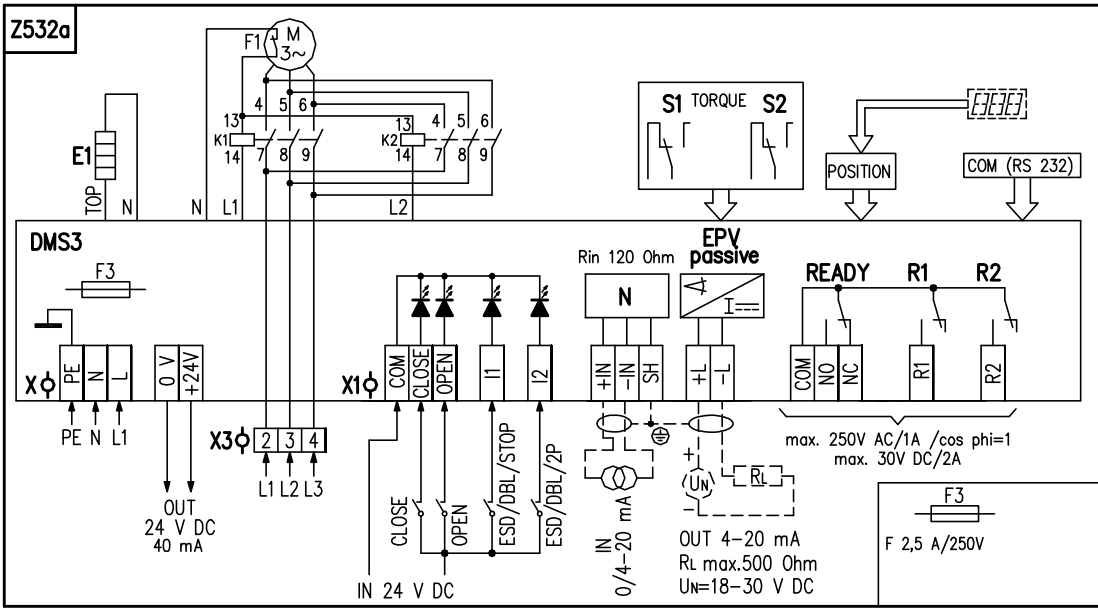 Z532a
F1
M
3~
4 5 6
13
K1
14
7 8 9
13
K2
14
4 5 6
7 8 9
E1
TOP
N
N
L1
L2
S1 TORQUE S2
POSITION
COM (RS 232)
DMS3
F3
Rin 120 Ohm
N
EPV
passive
I
READY
R1
R2
X
PE
N
L
0 V
+24V
X1
COM
CLOSE
OPEN
I1
I2
+IN
-IN
SH
+L
-L
COM
NO
NC
R1
R2
PE N L1
X3
2 3 4
L1 L2 L3
OUT
24 V DC
40 mA
CLOSE
OPEN
ESD/DBL/STOP
ESD/DBL/2P
IN 24 V DC
IN
0/4-20 mA
+
UN
-
RL
OUT 4-20 mA
RL max.500 Ohm
UN=18-30 V DC
max. 250V AC/1A /cos phi=1
max. 30V DC/2A
F3
F 2,5 A/250V